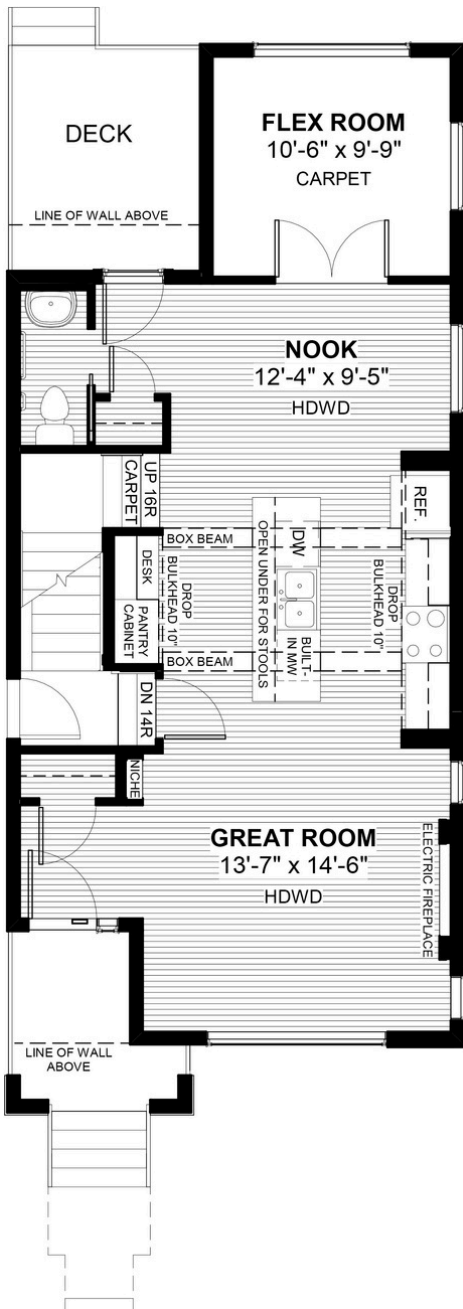 DECK
LINE OF WALL ABOVE
FLEX ROOM
10'-6" x 9'-9"
CARPET
NOOK
12'-4" x 9'-5"
HDWD
UP 16R
CARPET
REF.
BOX BEAM
DESK
PANTRY
CABINET
DROP
BULKHEAD 10"
OPEN UNDER FOR STOOLS
DW
BUILT-
IN MW
DROP
BULKHEAD 10"
BOX BEAM
DN 14R
NICHE
GREAT ROOM
13'-7" x 14'-6"
HDWD
ELECTRIC FIREPLACE
LINE OF WALL
ABOVE